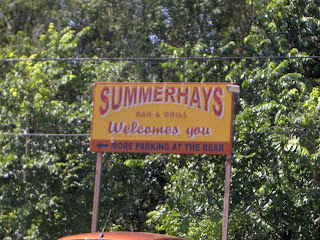 SUMMERHAYS
BAR & GRILL
Welcomes you
← MORE PARKING AT THE REAR